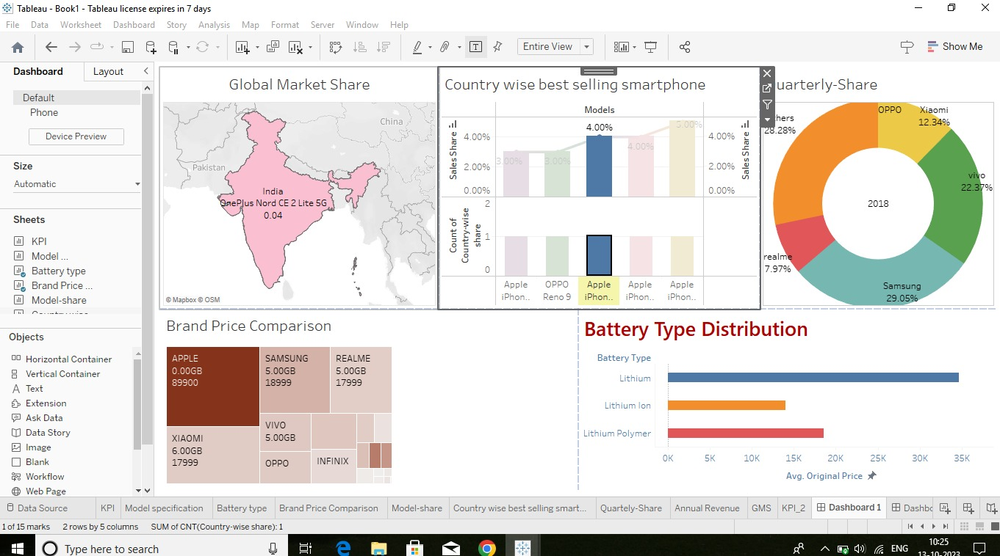 Tableau - Book1 - Tableau license expires in 7 days
File Data Worksheet Dashboard Story Analysis Map Format Server Window Help
Entire View
Show Me
Dashboard Layout
Default
Phone
Device Preview
Size
Automatic
Sheets
KPI
Model ...
Battery type
Brand Price ...
Model-share
Objects
Horizontal Container
Vertical Container
Text
Extension
Ask Data
Data Story
Image
Blank
Workflow
Web Page
Global Market Share
China
Pakistan
India
OnePlus Nord CE 2 Lite 5G
0.04
© Mapbox © OSM
Country wise best selling smartphone
Models
Sales Share
4.00%
2.00%
0.00%
3.00%
3.00%
4.00%
4.00%
5.00%
4.00%
2.00%
0.00%
Sales Share
Count of
Country-wise
share
2
1
0
Apple
iPhon..
OPPO
Reno 9
Apple
iPhon..
Apple
iPhon..
Apple
iPhon..
uarterly-Share
OPPO
Xiaomi
12.34%
hers
28.28%
vivo
22.37%
2018
realme
7.97%
Samsung
29.05%
Brand Price Comparison
APPLE
0.00GB
89900
SAMSUNG
5.00GB
18999
REALME
5.00GB
17999
XIAOMI
6.00GB
17999
VIVO
5.00GB
OPPO
INFINIX
Battery Type Distribution
Battery Type
Lithium
Lithium Ion
Lithium Polymer
0K 5K 10K 15K 20K 25K 30K 35K
Avg. Original Price
Data Source KPI Model specification Battery type Brand Price Comparison Model-share Country wise best selling smart... Quartely-Share Annual Revenue GMS KPI_2 Dashboard 1 Dashbc
1 of 15 marks 2 rows by 5 columns SUM of CNT(Country-wise share): 1
Type here to search
ENG
10:25
13-10-2023